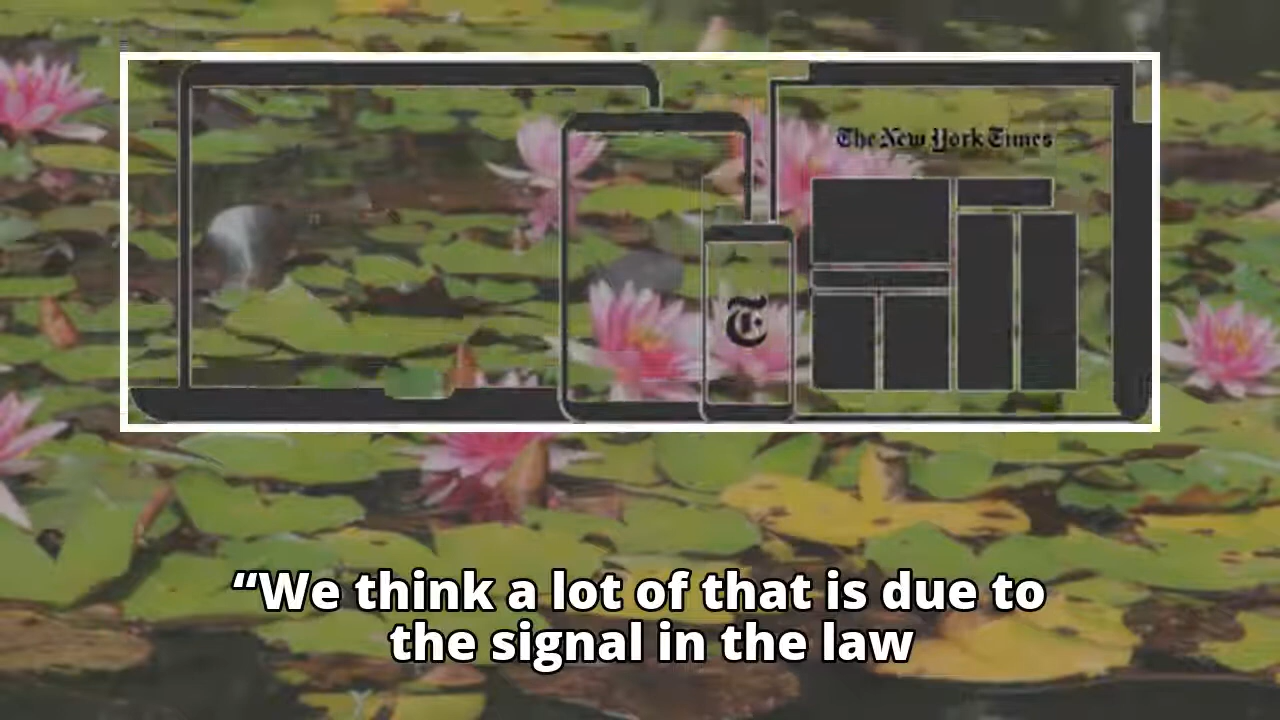 The New York Times
T
“We think a lot of that is due to
the signal in the law